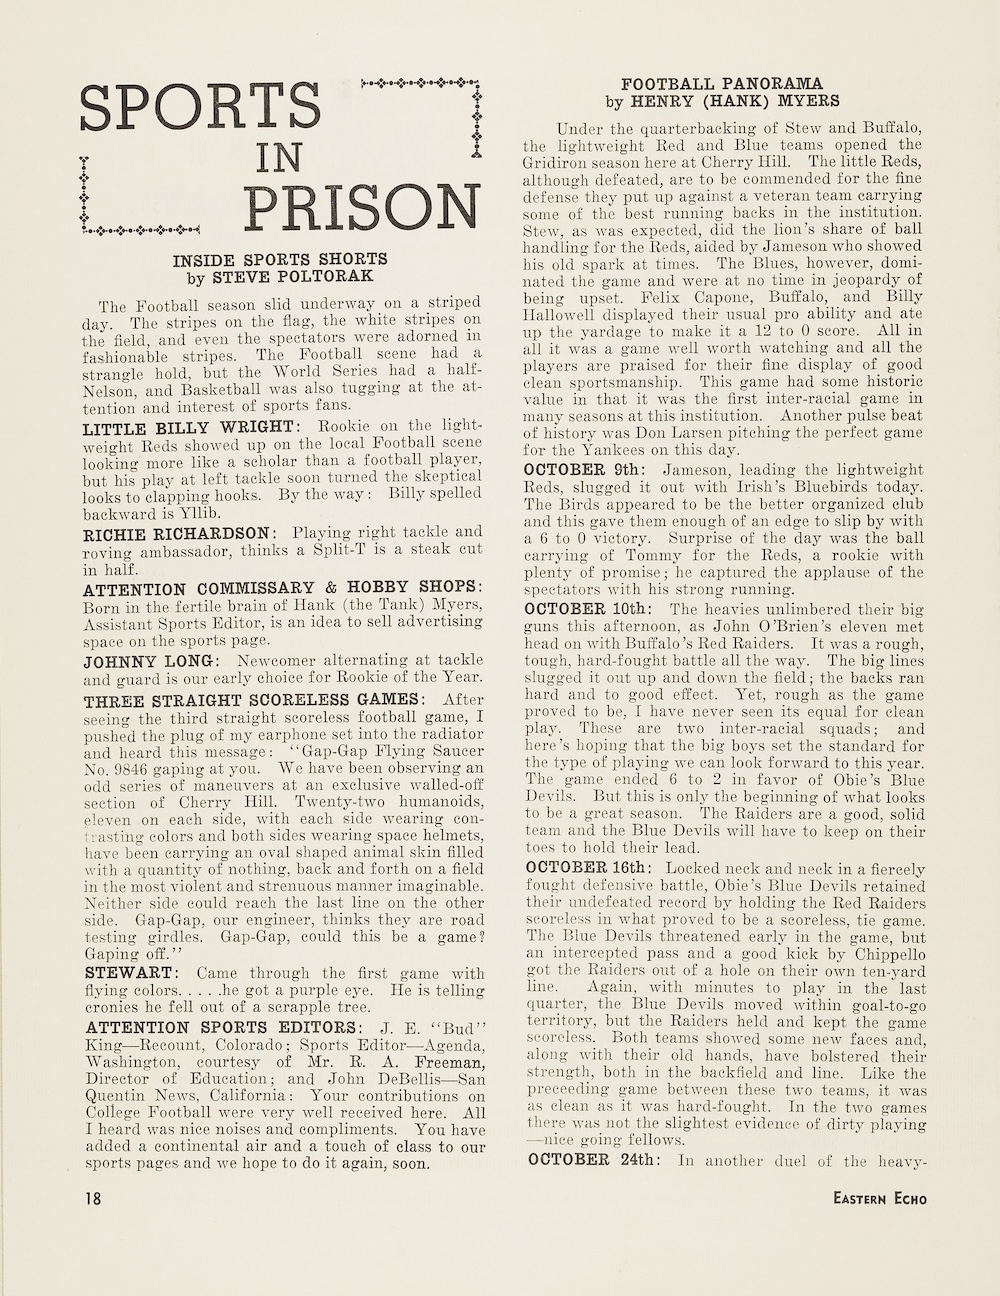 SPORTS
IN
PRISON
INSIDE SPORTS SHORTS
by STEVE POLTORAK
The Football season slid underway on a striped
day. The stripes on the flag, the white stripes on
the field, and even the spectators were adorned in
fashionable stripes. The Football scene had a
strangle hold, but the World Series had a half-
Nelson, and Basketball was also tugging at the at-
tention and interest of sports fans.
LITTLE BILLY WRIGHT: Rookie on the light-
weight Reds showed up on the local Football scene
looking more like a scholar than a football player,
but his play at left tackle soon turned the skeptical
looks to clapping hooks. By the way: Billy spelled
backward is Yllib.
RICHIE RICHARDSON: Playing right tackle and
roving ambassador, thinks a Split-T is a steak cut
in half.
ATTENTION COMMISSARY & HOBBY SHOPS:
Born in the fertile brain of Hank (the Tank) Myers,
Assistant Sports Editor, is an idea to sell advertising
space on the sports page.
JOHNNY LONG: Newcomer alternating at tackle
and guard is our early choice for Rookie of the Year.
THREE STRAIGHT SCORELESS GAMES: After
seeing the third straight scoreless football game, I
pushed the plug of my earphone set into the radiator
and heard this message: "Gap-Gap Flying Saucer
No. 9846 gaping at you. We have been observing an
odd series of maneuvers at an exclusive walled-off
section of Cherry Hill. Twenty-two humanoids,
eleven on each side, with each side wearing con-
trasting colors and both sides wearing space helmets,
have been carrying an oval shaped animal skin filled
with a quantity of nothing, back and forth on a field
in the most violent and strenuous manner imaginable.
Neither side could reach the last line on the other
side. Gap-Gap, our engineer, thinks they are road
testing girdles. Gap-Gap, could this be a game?
Gaping off."
STEWART: Came through the first game with
flying colors. . . . .he got a purple eye. He is telling
cronies he fell out of a scrapple tree.
ATTENTION SPORTS EDITORS: J. E. "Bud"
King—Recount, Colorado; Sports Editor—Agenda,
Washington, courtesy of Mr. R. A. Freeman,
Director of Education; and John DeBellis—San
Quentin News, California: Your contributions on
College Football were very well received here. All
I heard was nice noises and compliments. You have
added a continental air and a touch of class to our
sports pages and we hope to do it again, soon.
FOOTBALL PANORAMA
by HENRY (HANK) MYERS
Under the quarterbacking of Stew and Buffalo,
the lightweight Red and Blue teams opened the
Gridiron season here at Cherry Hill. The little Reds,
although defeated, are to be commended for the fine
defense they put up against a veteran team carrying
some of the best running backs in the institution.
Stew, as was expected, did the lion's share of ball
handling for the Reds, aided by Jameson who showed
his old spark at times. The Blues, however, domi-
nated the game and were at no time in jeopardy of
being upset. Felix Capone, Buffalo, and Billy
Hallowell displayed their usual pro ability and ate
up the yardage to make it a 12 to 0 score. All in
all it was a game well worth watching and all the
players are praised for their fine display of good
clean sportsmanship. This game had some historic
value in that it was the first inter-racial game in
many seasons at this institution. Another pulse beat
of history was Don Larsen pitching the perfect game
for the Yankees on this day.
OCTOBER 9th: Jameson, leading the lightweight
Reds, slugged it out with Irish's Bluebirds today.
The Birds appeared to be the better organized club
and this gave them enough of an edge to slip by with
a 6 to 0 victory. Surprise of the day was the ball
carrying of Tommy for the Reds, a rookie with
plenty of promise; he captured the applause of the
spectators with his strong running.
OCTOBER 10th: The heavies unlimbered their big
guns this afternoon, as John O'Brien's eleven met
head on with Buffalo's Red Raiders. It was a rough,
tough, hard-fought battle all the way. The big lines
slugged it out up and down the field; the backs ran
hard and to good effect. Yet, rough as the game
proved to be, I have never seen its equal for clean
play. These are two inter-racial squads; and
here's hoping that the big boys set the standard for
the type of playing we can look forward to this year.
The game ended 6 to 2 in favor of Obie's Blue
Devils. But this is only the beginning of what looks
to be a great season. The Raiders are a good, solid
team and the Blue Devils will have to keep on their
toes to hold their lead.
OCTOBER 16th: Locked neck and neck in a fiercely
fought defensive battle, Obie's Blue Devils retained
their undefeated record by holding the Red Raiders
scoreless in what proved to be a scoreless, tie game.
The Blue Devils threatened early in the game, but
an intercepted pass and a good kick by Chippello
got the Raiders out of a hole on their own ten-yard
line. Again, with minutes to play in the last
quarter, the Blue Devils moved within goal-to-go
territory, but the Raiders held and kept the game
scoreless. Both teams showed some new faces and,
along with their old hands, have bolstered their
strength, both in the backfield and line. Like the
preceeding game between these two teams, it was
as clean as it was hard-fought. In the two games
there was not the slightest evidence of dirty playing
—nice going fellows.
OCTOBER 24th: In another duel of the heavy-
18
EASTERN ECHO